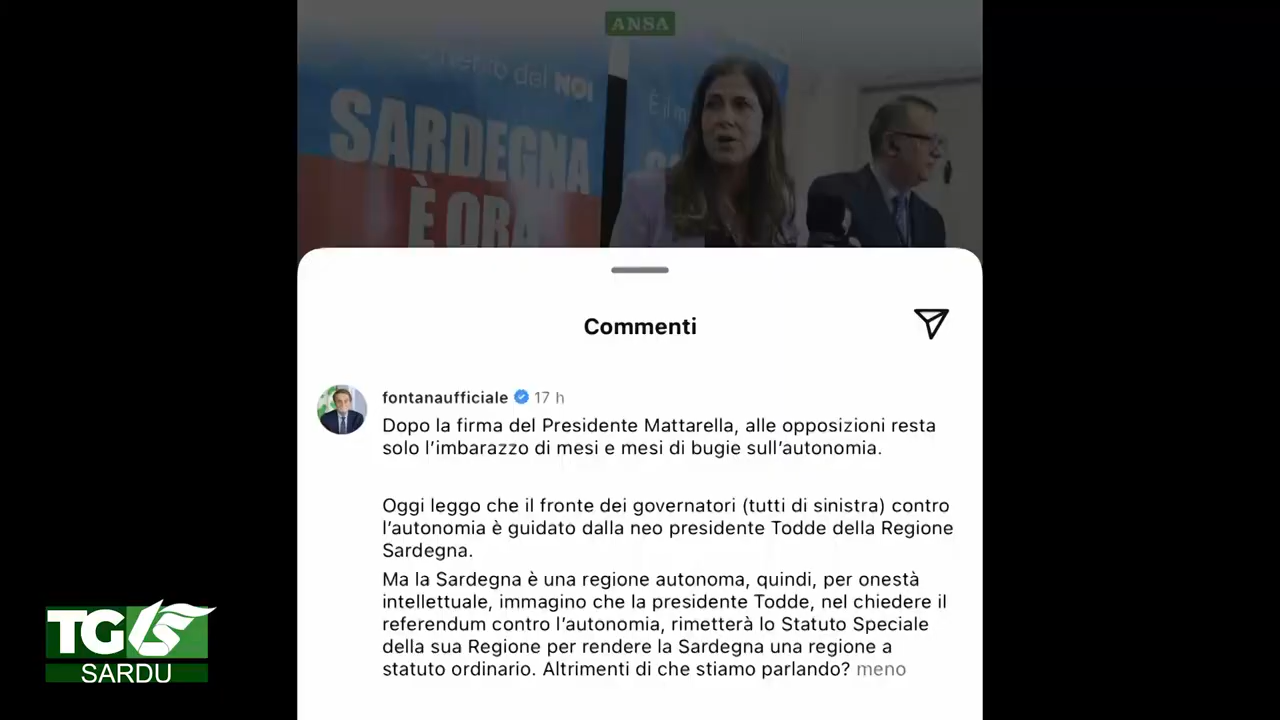 ANSA
del NOI
SARDEGNA
È ORA
È il m
Commenti
fontanaufficiale 17 h
Dopo la firma del Presidente Mattarella, alle opposizioni resta
solo l’imbarazzo di mesi e mesi di bugie sull’autonomia.
Oggi leggo che il fronte dei governatori (tutti di sinistra) contro
l’autonomia è guidato dalla neo presidente Todde della Regione
Sardegna.
Ma la Sardegna è una regione autonoma, quindi, per onestà
intellettuale, immagino che la presidente Todde, nel chiedere il
referendum contro l’autonomia, rimetterà lo Statuto Speciale
della sua Regione per rendere la Sardegna una regione a
statuto ordinario. Altrimenti di che stiamo parlando? meno
TGLS
SARDU